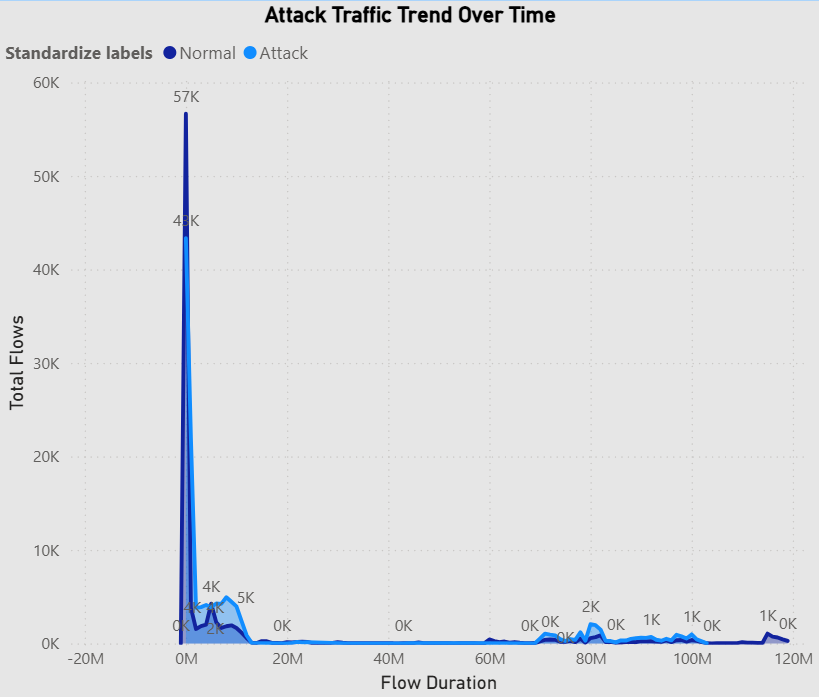 Attack Traffic Trend Over Time
Standardize labels Normal Attack
60K
57K
50K
40K
30K
20K
10K
4K 5K
4K
2K
2K 1K 1K 1K
0K 0K 0K 0K 0K 0K 0K 0K
0K
-20M 0M 20M 40M 60M 80M 100M 120M
Total Flows
Flow Duration